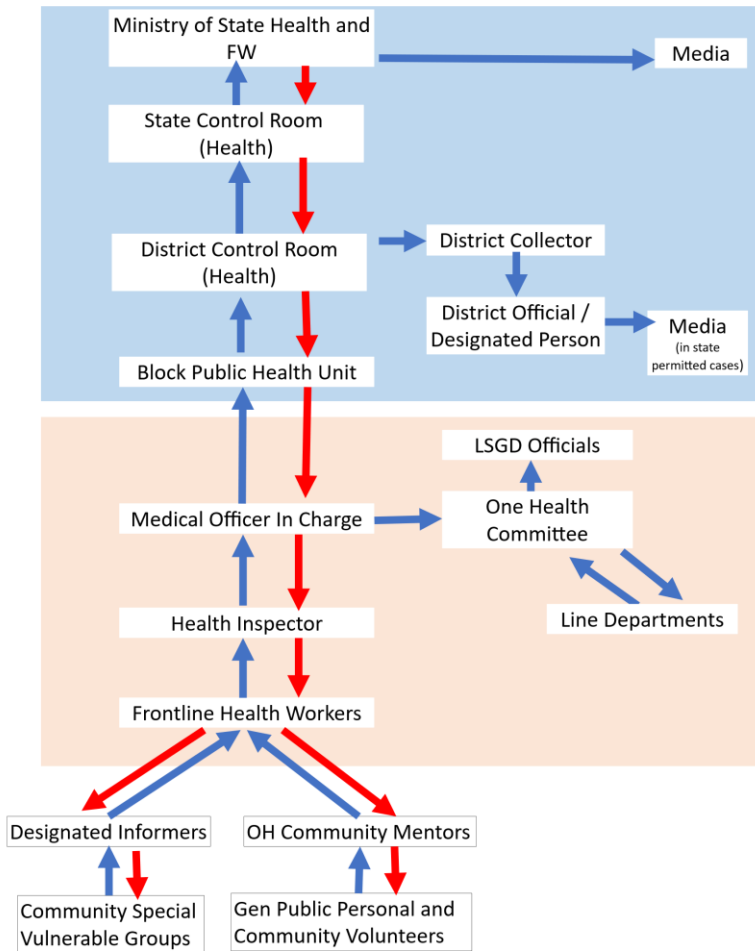 Ministry of State Health and
FW
Media
State Control Room
(Health)
District Control Room
(Health)
District Collector
District Official /
Designated Person
Media
(in state
permitted cases)
Block Public Health Unit
LSGD Officials
Medical Officer In Charge
One Health
Committee
Health Inspector
Line Departments
Frontline Health Workers
Designated Informers
OH Community Mentors
Community Special
Vulnerable Groups
Gen Public Personal and
Community Volunteers